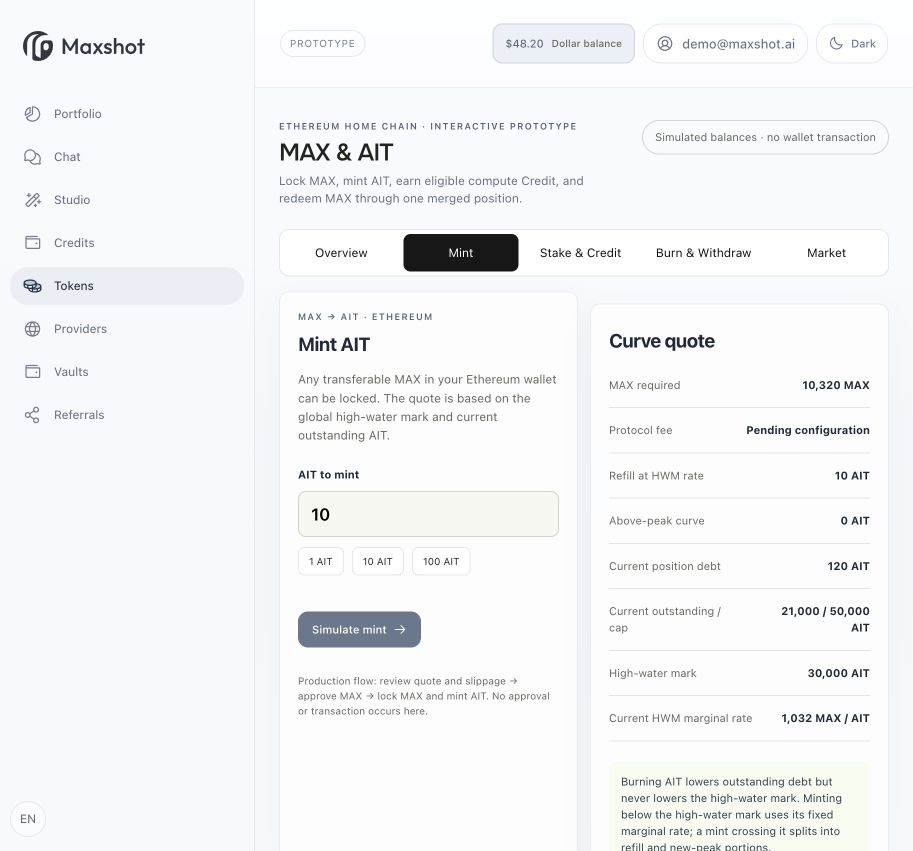 Maxshot
PROTOTYPE
$48.20 Dollar balance
demo@maxshot.ai
Dark
Portfolio
Chat
Studio
Credits
Tokens
Providers
Vaults
Referrals
EN
ETHEREUM HOME CHAIN · INTERACTIVE PROTOTYPE
MAX & AIT
Lock MAX, mint AIT, earn eligible compute Credit, and
redeem MAX through one merged position.
Simulated balances · no wallet transaction
Overview
Mint
Stake & Credit
Burn & Withdraw
Market
MAX → AIT · ETHEREUM
Mint AIT
Any transferable MAX in your Ethereum wallet
can be locked. The quote is based on the
global high-water mark and current
outstanding AIT.
AIT to mint
10
1 AIT
10 AIT
100 AIT
Simulate mint →
Production flow: review quote and slippage →
approve MAX → lock MAX and mint AIT. No approval
or transaction occurs here.
Curve quote
MAX required 10,320 MAX
Protocol fee Pending configuration
Refill at HWM rate 10 AIT
Above-peak curve 0 AIT
Current position debt 120 AIT
Current outstanding / 21,000 / 50,000
cap AIT
High-water mark 30,000 AIT
Current HWM marginal rate 1,032 MAX / AIT
Burning AIT lowers outstanding debt but
never lowers the high-water mark. Minting
below the high-water mark uses its fixed
marginal rate; a mint crossing it splits into
refill and new-peak portions.